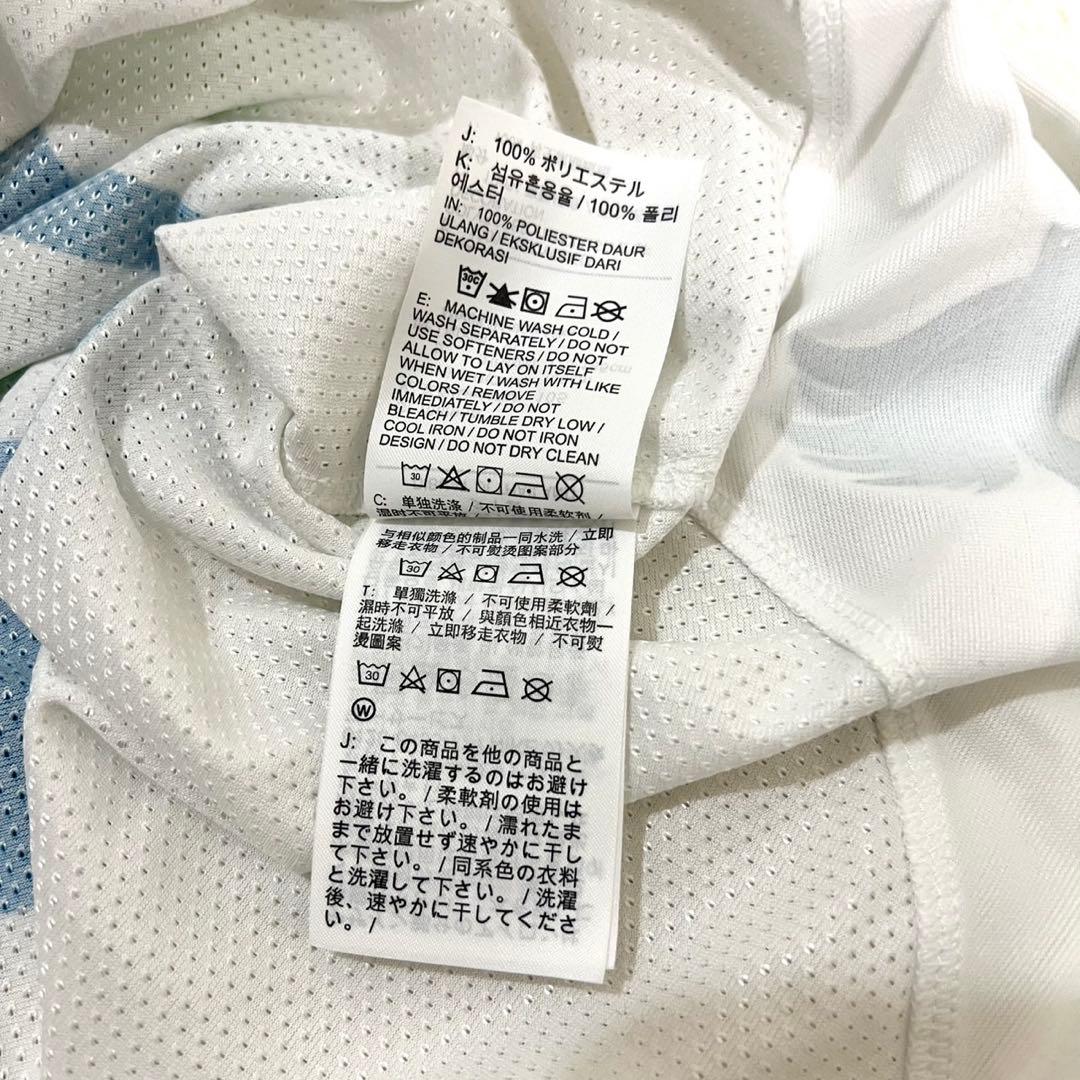 J: 100% ポリエステル
K: 섬유혼용율 / 100% 폴리
에스터
IN: 100% POLIESTER DAUR
ULANG / EKSKLUSIF DARI
DEKORASI
30C
E: MACHINE WASH COLD /
WASH SEPARATELY / DO NOT
USE SOFTENERS / DO NOT
ALLOW TO LAY ON ITSELF
WHEN WET / WASH WITH LIKE
COLORS / REMOVE
IMMEDIATELY / DO NOT
BLEACH / TUMBLE DRY LOW /
COOL IRON / DO NOT IRON
DESIGN / DO NOT DRY CLEAN
30
C: 单独洗涤 / 不可使用柔软剂 /
湿时不可平放 /
与相似颜色的制品一同水洗 / 立即
移走衣物 / 不可熨烫图案部分
30
T: 單獨洗滌 / 不可使用柔軟劑 /
濕時不可平放 / 與顏色相近衣物一
起洗滌 / 立即移走衣物 / 不可熨
燙圖案
30
W
J: この商品を他の商品と
一緒に洗濯するのはお避け
下さい。/ 柔軟剤の使用は
お避け下さい。/ 濡れたま
まで放置せず速やかに干し
て下さい。/ 同系色の衣料
と洗濯して下さい。/ 洗濯
後、速やかに干してくださ
い。/